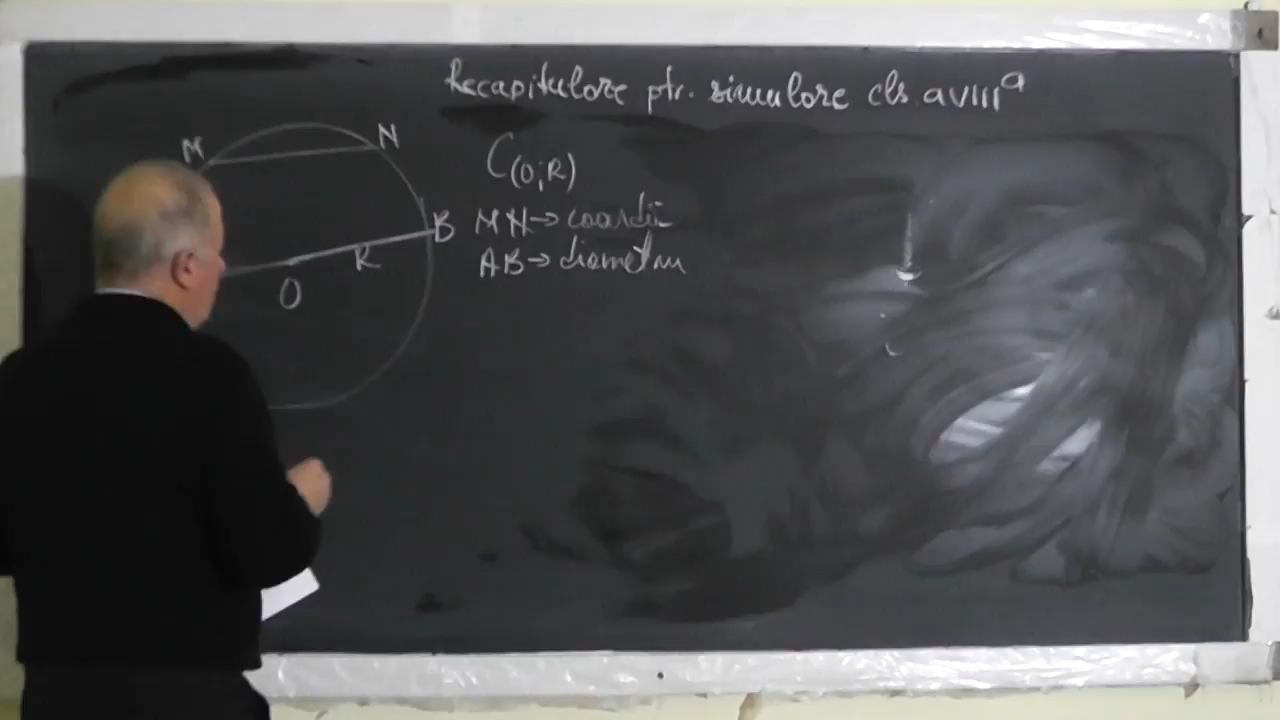 Recapitulare ptr. simulare cls. a VIII a
M
N
C(O;R)
B
MN → coardă
R
AB → diametru
O